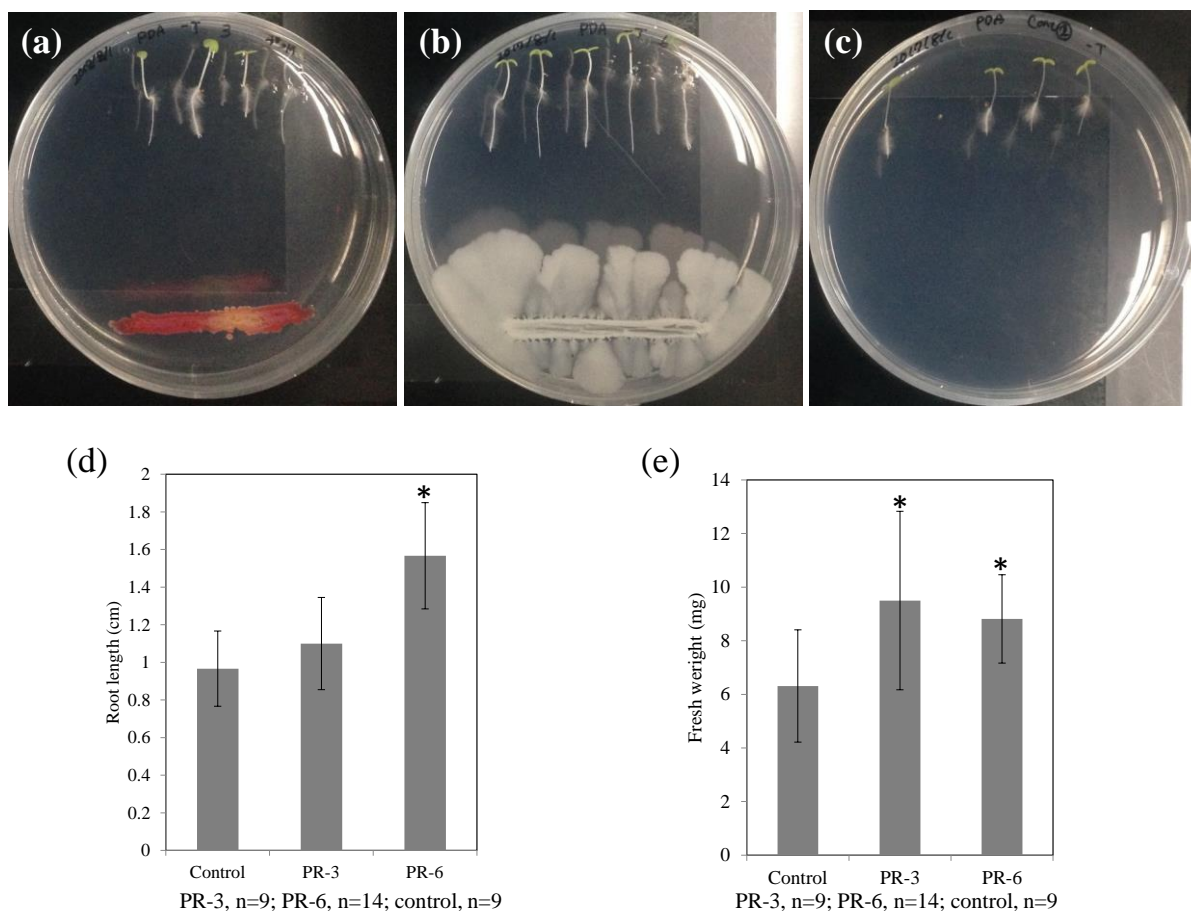 (a)
PDA -T 3
(b)
PDA
(c)
PDA Cont② -T
(d)
2
1.8
1.6
1.4
1.2
1
0.8
0.6
0.4
0.2
0
Root length (cm)
*
Control PR-3 PR-6
PR-3, n=9; PR-6, n=14; control, n=9
(e)
14
12
10
8
6
4
2
0
Fresh weright (mg)
* *
Control PR-3 PR-6
PR-3, n=9; PR-6, n=14; control, n=9